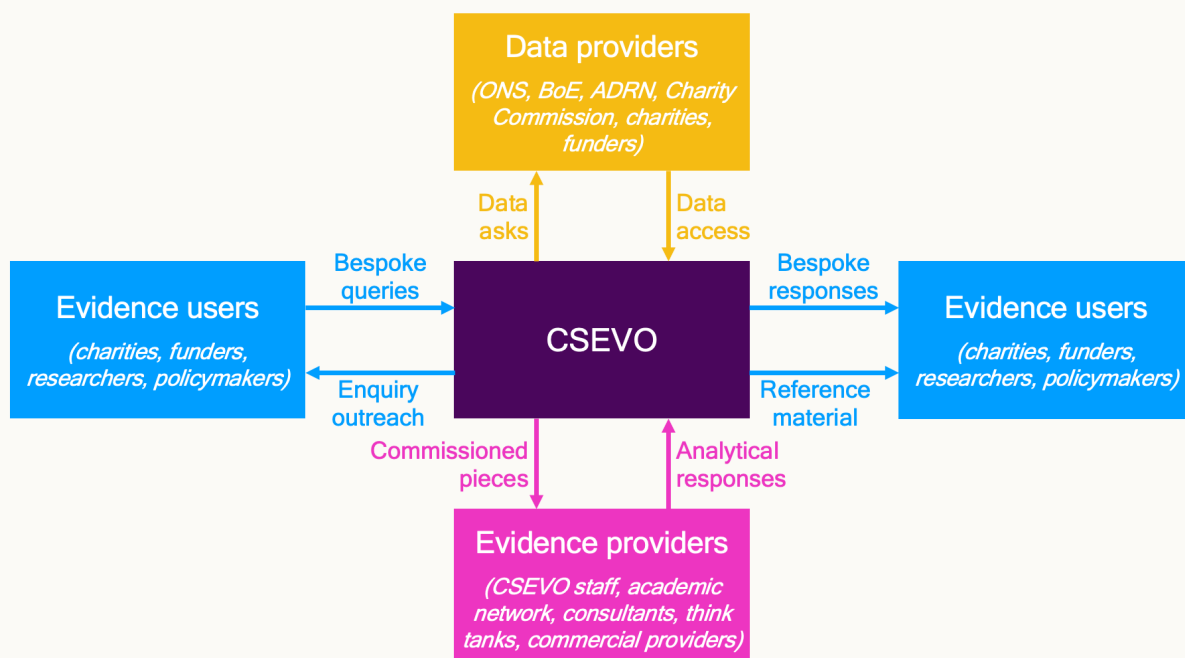 Data providers
(ONS, BoE, ADRN, Charity
Commission, charities,
funders)
Data
asks
Data
access
Evidence users
(charities, funders,
researchers, policymakers)
Bespoke
queries
Enquiry
outreach
CSEVO
Bespoke
responses
Reference
material
Evidence users
(charities, funders,
researchers, policymakers)
Commissioned
pieces
Analytical
responses
Evidence providers
(CSEVO staff, academic
network, consultants, think
tanks, commercial providers)